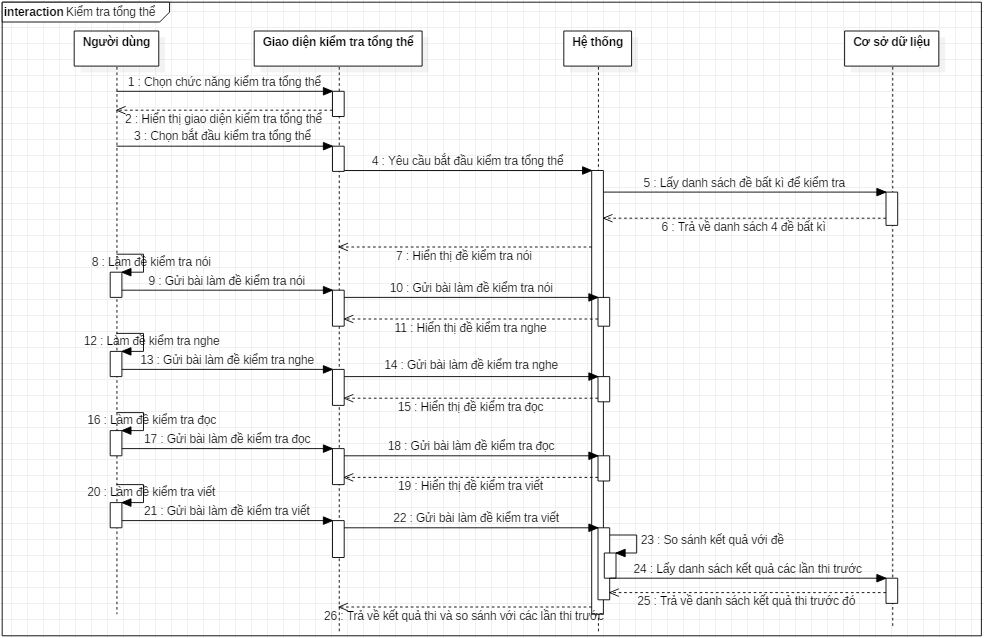 interaction Kiểm tra tổng thể
Người dùng
Giao diện kiểm tra tổng thể
Hệ thống
Cơ sở dữ liệu
1 : Chọn chức năng kiểm tra tổng thể
2 : Hiển thị giao diện kiểm tra tổng thể
3 : Chọn bắt đầu kiểm tra tổng thể
4 : Yêu cầu bắt đầu kiểm tra tổng thể
5 : Lấy danh sách đề bất kì để kiểm tra
6 : Trả về danh sách 4 đề bất kì
7 : Hiển thị đề kiểm tra nói
8 : Làm đề kiểm tra nói
9 : Gửi bài làm đề kiểm tra nói
10 : Gửi bài làm đề kiểm tra nói
11 : Hiển thị đề kiểm tra nghe
12 : Làm đề kiểm tra nghe
13 : Gửi bài làm đề kiểm tra nghe
14 : Gửi bài làm đề kiểm tra nghe
15 : Hiển thị đề kiểm tra đọc
16 : Làm đề kiểm tra đọc
17 : Gửi bài làm đề kiểm tra đọc
18 : Gửi bài làm đề kiểm tra đọc
19 : Hiển thị đề kiểm tra viết
20 : Làm đề kiểm tra viết
21 : Gửi bài làm đề kiểm tra viết
22 : Gửi bài làm đề kiểm tra viết
23 : So sánh kết quả với đề
24 : Lấy danh sách kết quả các lần thi trước
25 : Trả về danh sách kết quả thi trước đó
26 : Trả về kết quả thi và so sánh với các lần thi trước